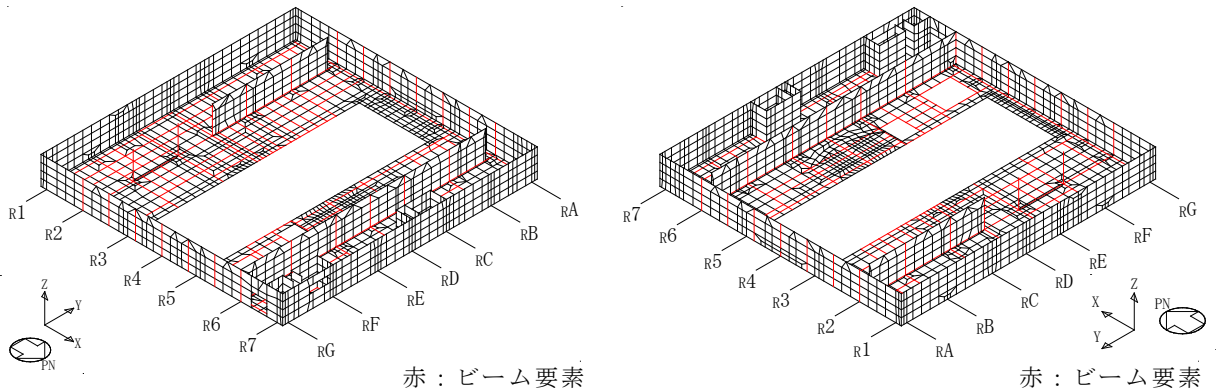 R1
R2
R3
R4
R5
R6
R7
RG
RF
RE
RD
RC
RB
RA
Z
Y
X
PN
赤：ビーム要素
R7
R6
R5
R4
R3
R2
R1
RA
RB
RC
RD
RE
RF
RG
X
Z
Y
PN
赤：ビーム要素